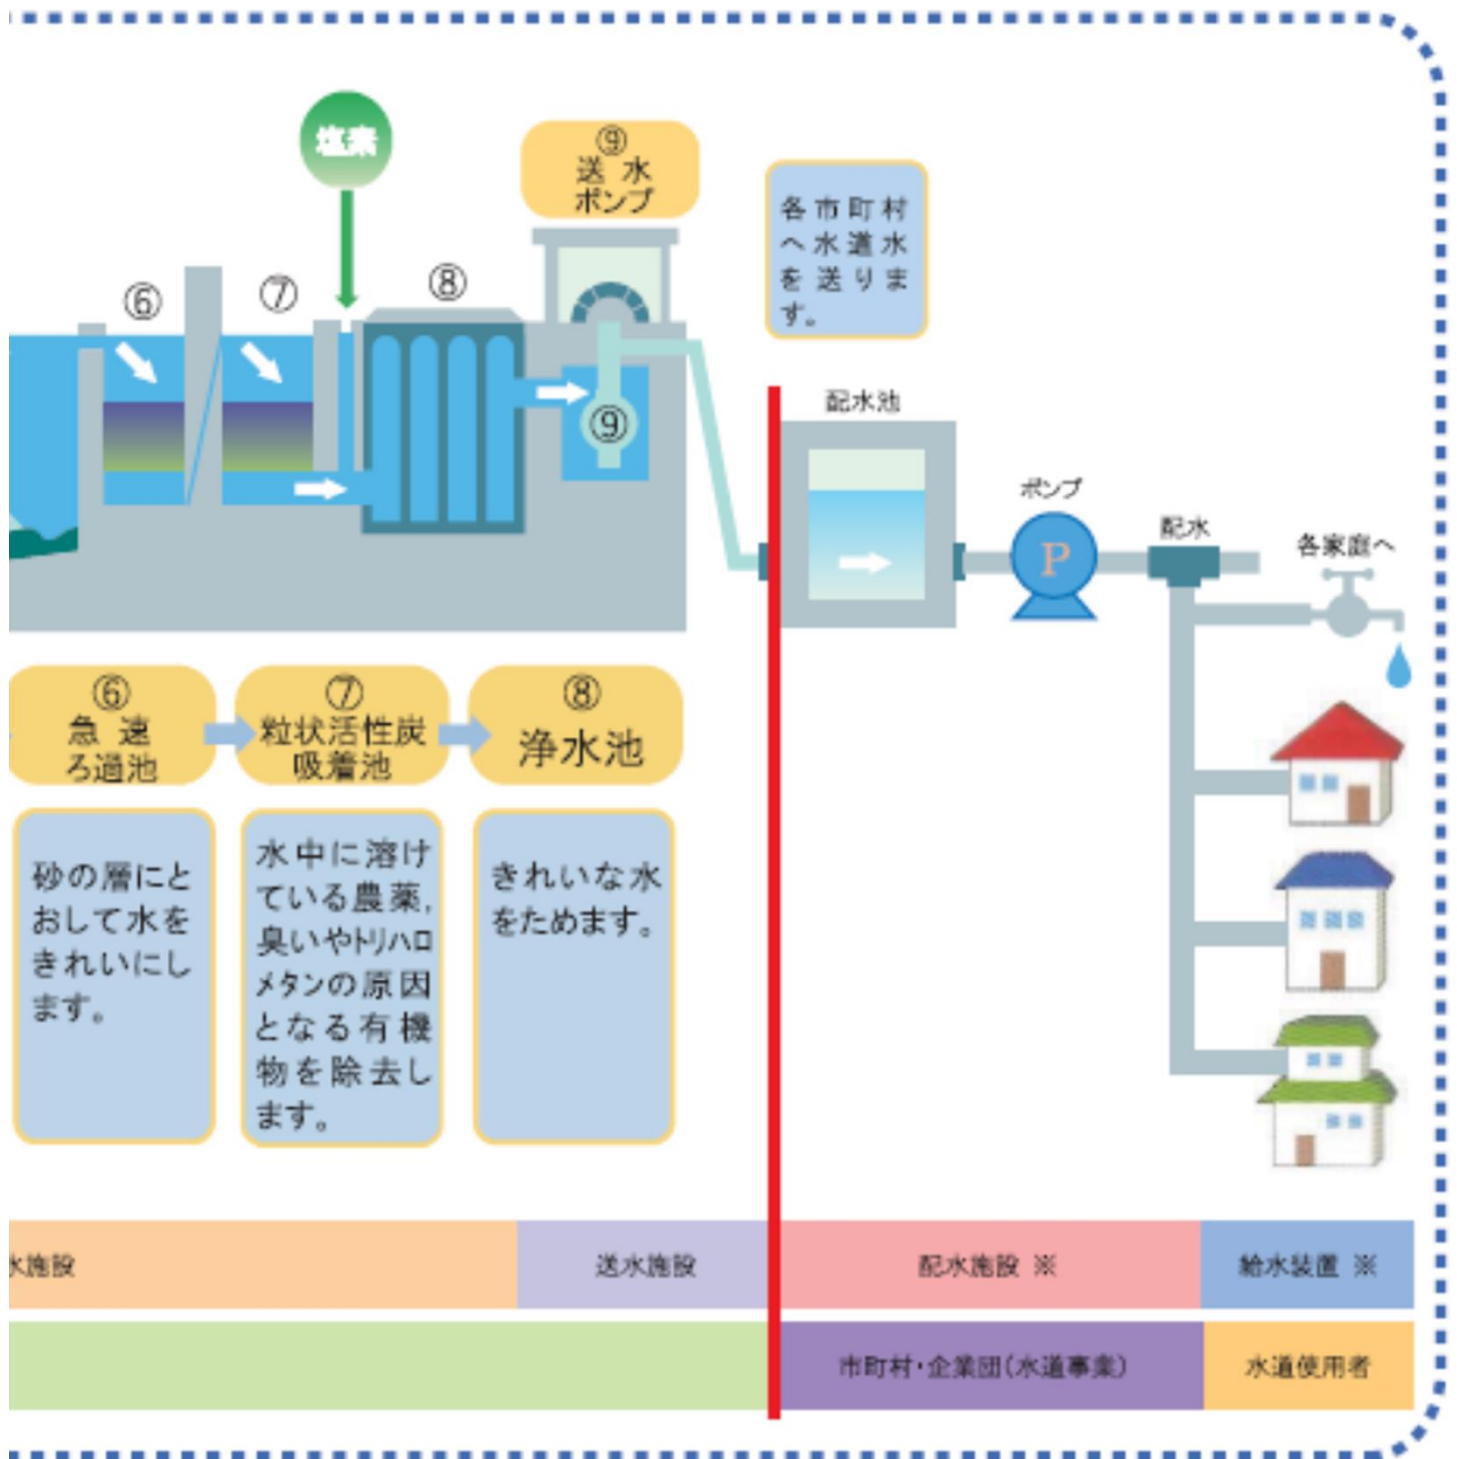 塩素
⑨
送水
ポンプ
各市町村
へ水道水
を送りま
す。
⑥
⑦
⑧
⑨
配水池
ポンプ
P
配水
各家庭へ
⑥
急速
ろ過池
⑦
粒状活性炭
吸着池
⑧
浄水池
砂の層にと
おして水を
きれいにし
ます。
水中に溶け
ている農薬,
臭いやトリハロ
メタンの原因
となる有機
物を除去し
ます。
きれいな水
をためます。
水施設
送水施設
配水施設 ※
給水装置 ※
市町村・企業団(水道事業)
水道使用者